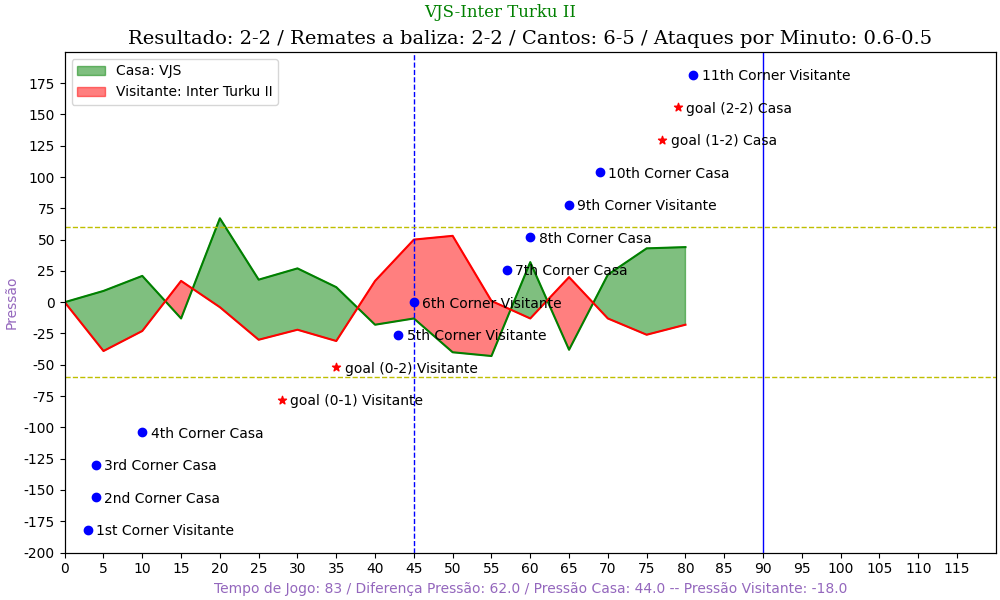 VJS-Inter Turku II
Resultado: 2-2 / Remates a baliza: 2-2 / Cantos: 6-5 / Ataques por Minuto: 0.6-0.5
Casa: VJS
Visitante: Inter Turku II
Pressão
175
150
125
100
75
50
25
0
-25
-50
-75
-100
-125
-150
-175
-200
11th Corner Visitante
goal (2-2) Casa
goal (1-2) Casa
10th Corner Casa
9th Corner Visitante
8th Corner Casa
7th Corner Casa
6th Corner Visitante
5th Corner Visitante
goal (0-2) Visitante
goal (0-1) Visitante
4th Corner Casa
3rd Corner Casa
2nd Corner Casa
1st Corner Visitante
0 5 10 15 20 25 30 35 40 45 50 55 60 65 70 75 80 85 90 95 100 105 110 115
Tempo de Jogo: 83 / Diferença Pressão: 62.0 / Pressão Casa: 44.0 -- Pressão Visitante: -18.0